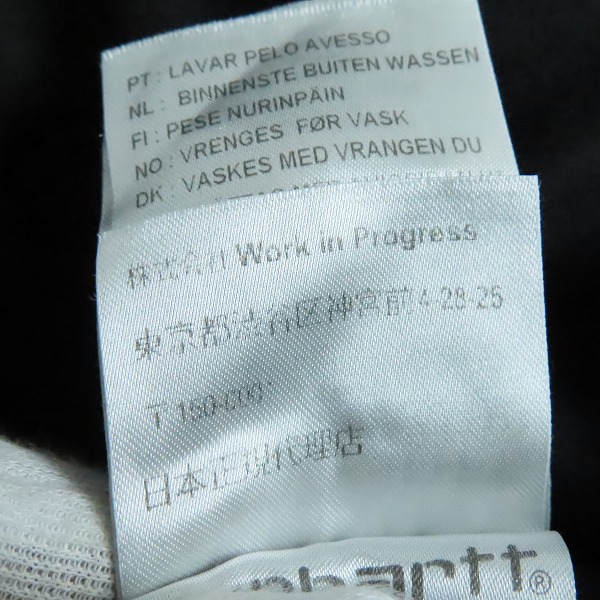 PT : LAVAR PELO AVESSO
NL : BINNENSTE BUITEN WASSEN
FI : PESE NURINPÄIN
NO : VRENGES FØR VASK
DK : VASKES MED VRANGEN DU
株式会社 Work in Progress
東京都渋谷区神宮前4-28-25
〒150-0001
日本正規代理店
®